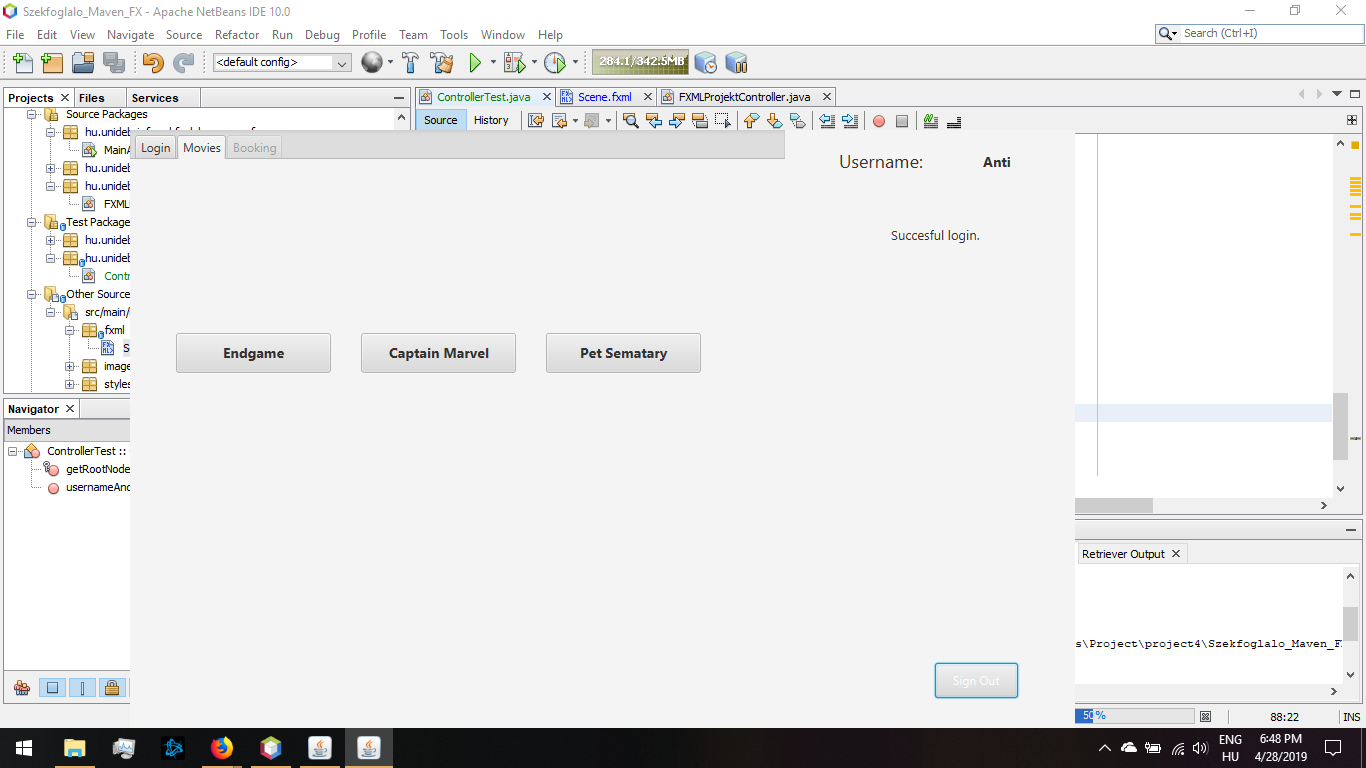 Szekfoglalo_Maven_FX - Apache NetBeans IDE 10.0
File Edit View Navigate Source Refactor Run Debug Profile Team Tools Window Help
Search (Ctrl+I)
<default config>
284.1/342.5MB
Projects Files Services
ControllerTest.java Scene.fxml FXMLProjektController.java
Source History
Source Packages
MainA
hu.unideb
hu.unideb
FXML
Test Package
hu.unideb
hu.unideb
Contr
Other Source
src/main/
fxml
S
image
styles
Login Movies Booking
Username: Anti
Succesful login.
Endgame Captain Marvel Pet Sematary
Sign Out
Navigator
Members
ControllerTest ::
getRootNode
usernameAnd
Retriever Output
s\Project\project4\Szekfoglalo_Maven_F
50%
88:22
INS
ENG
HU
6:48 PM
4/28/2019